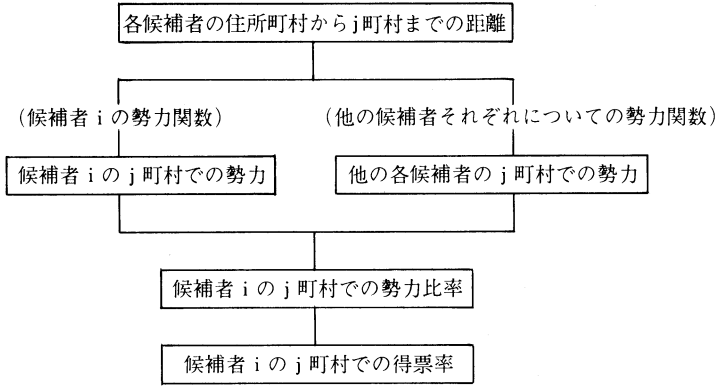 各候補者の住所町村からj町村までの距離
(候補者iの勢力関数)
(他の候補者それぞれについての勢力関数)
候補者iのj町村での勢力
他の各候補者のj町村での勢力
候補者iのj町村での勢力比率
候補者iのj町村での得票率